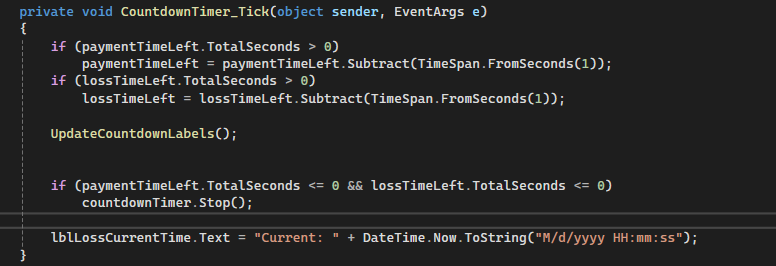 private void CountdownTimer_Tick(object sender, EventArgs e)
{
if (paymentTimeLeft.TotalSeconds > 0)
paymentTimeLeft = paymentTimeLeft.Subtract(TimeSpan.FromSeconds(1));
if (lossTimeLeft.TotalSeconds > 0)
lossTimeLeft = lossTimeLeft.Subtract(TimeSpan.FromSeconds(1));
UpdateCountdownLabels();
if (paymentTimeLeft.TotalSeconds <= 0 && lossTimeLeft.TotalSeconds <= 0)
countdownTimer.Stop();
lblLossCurrentTime.Text = "Current: " + DateTime.Now.ToString("M/d/yyyy HH:mm:ss");
}